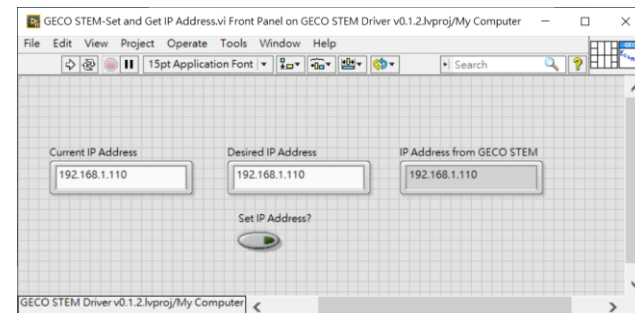 GECO STEM-Set and Get IP Address.vi Front Panel on GECO STEM Driver v0.1.2.lvproj/My Computer
File Edit View Project Operate Tools Window Help
15pt Application Font Search
Current IP Address Desired IP Address IP Address from GECO STEM
192.168.1.110 192.168.1.110 192.168.1.110
Set IP Address?
GECO STEM Driver v0.1.2.lvproj/My Computer